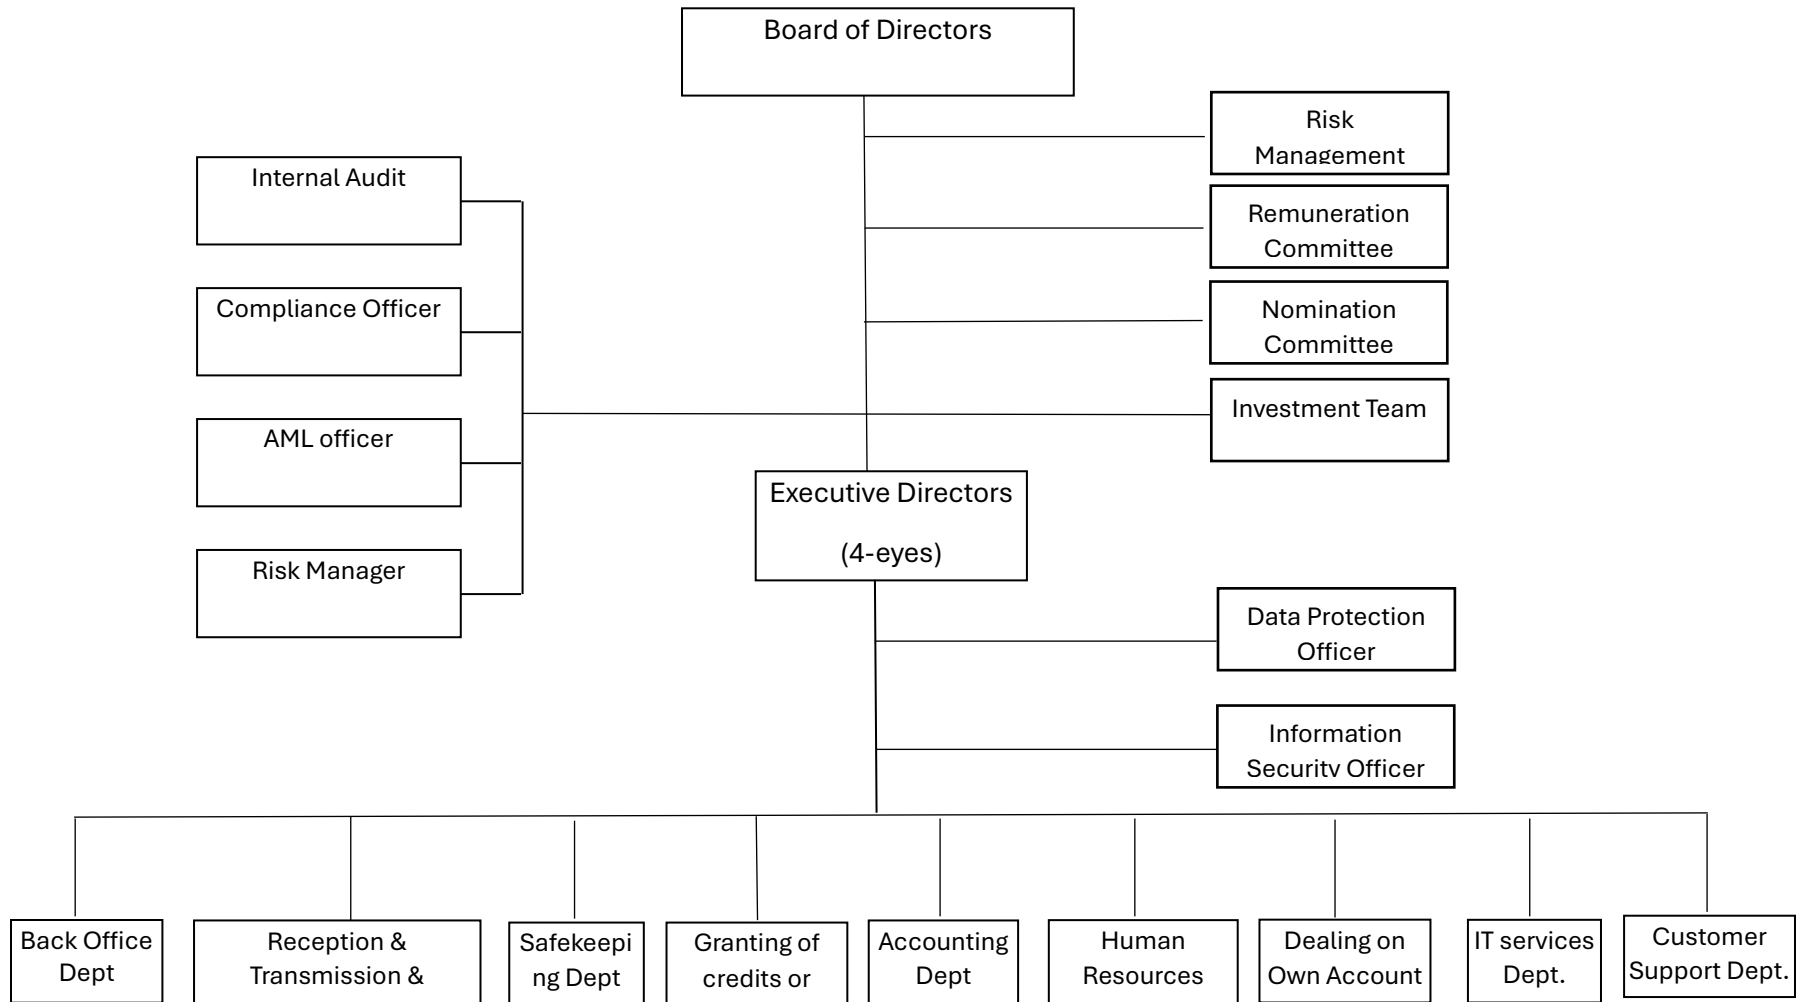 Board of Directors
Risk
Management
Internal Audit
Remuneration
Committee
Compliance Officer
Nomination
Committee
Investment Team
AML officer
Executive Directors
(4-eyes)
Risk Manager
Data Protection
Officer
Information
Security Officer
Back Office
Dept
Reception &
Transmission &
Safekeepi
ng Dept
Granting of
credits or
Accounting
Dept
Human
Resources
Dealing on
Own Account
IT services
Dept.
Customer
Support Dept.